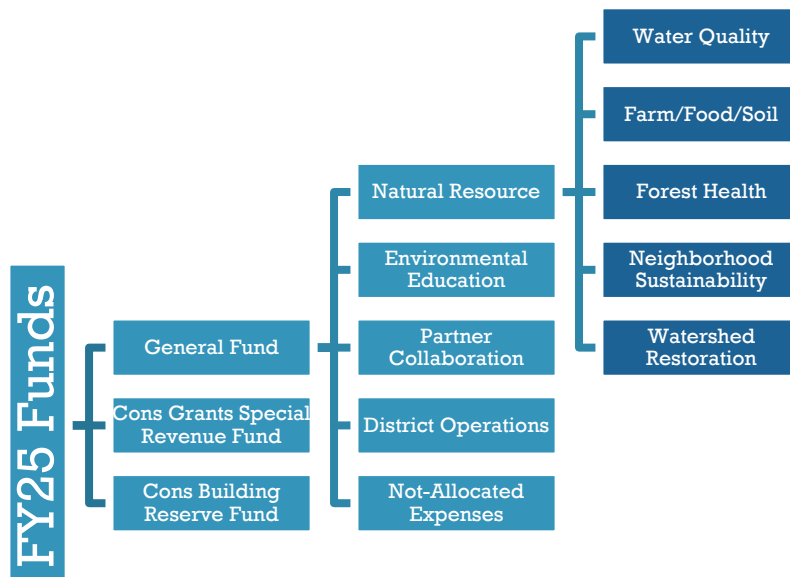 FY25 Funds
General Fund
Cons Grants Special
Revenue Fund
Cons Building
Reserve Fund
Natural Resource
Environmental
Education
Partner
Collaboration
District Operations
Not-Allocated
Expenses
Water Quality
Farm/Food/Soil
Forest Health
Neighborhood
Sustainability
Watershed
Restoration